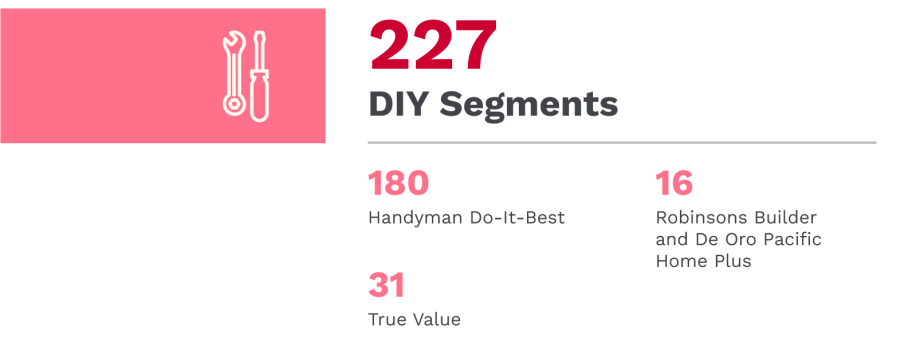 227
DIY Segments
180
Handyman Do-It-Best
31
True Value
16
Robinsons Builder
and De Oro Pacific
Home Plus